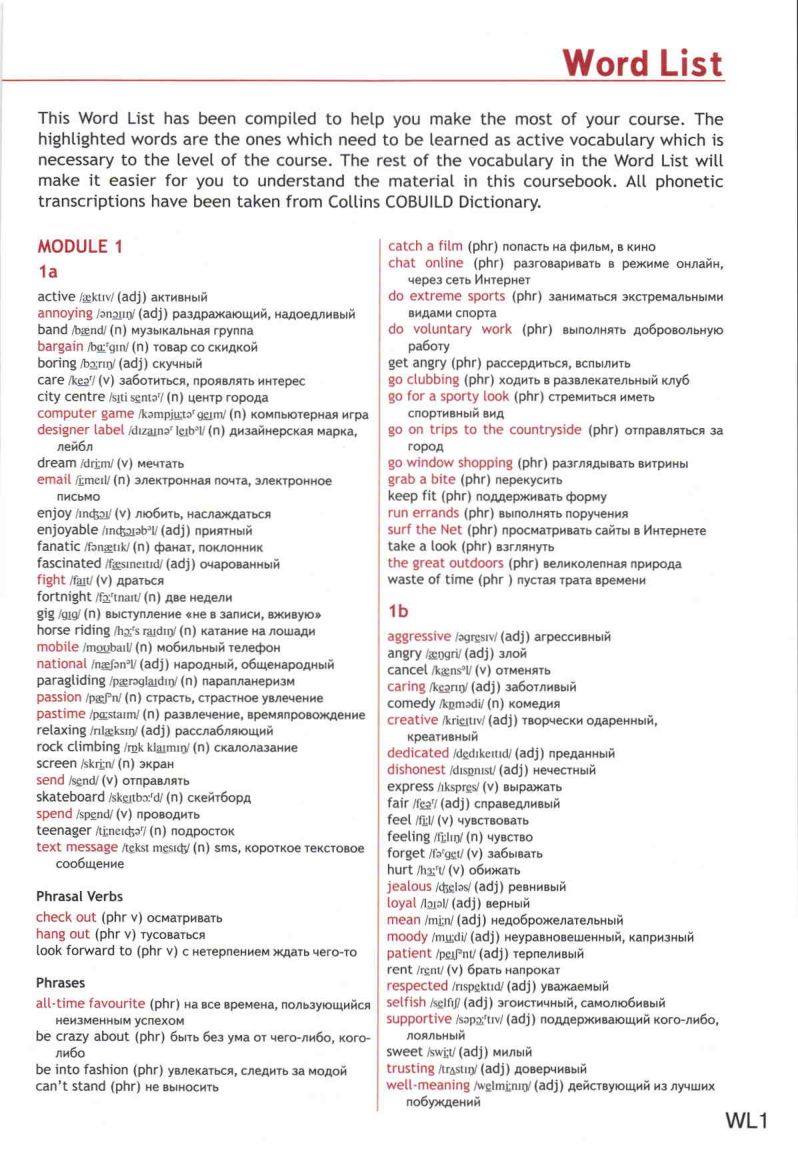 Word List
This Word List has been compiled to help you make the most of your course. The
highlighted words are the ones which need to be learned as active vocabulary which is
necessary to the level of the course. The rest of the vocabulary in the Word List will
make it easier for you to understand the material in this coursebook. All phonetic
transcriptions have been taken from Collins COBUILD Dictionary.
MODULE 1
1a
active /æktɪv/ (adj) активный
annoying /ənɔɪɪŋ/ (adj) раздражающий, надоедливый
band /bænd/ (n) музыкальная группа
bargain /bɑːʳgɪn/ (n) товар со скидкой
boring /bɔːrɪŋ/ (adj) скучный
care /keəʳ/ (v) заботиться, проявлять интерес
city centre /sɪti sentəʳ/ (n) центр города
computer game /kəmpjuːtəʳ geɪm/ (n) компьютерная игра
designer label /dɪzaɪnəʳ leɪbᵊl/ (n) дизайнерская марка,
лейбл
dream /driːm/ (v) мечтать
email /iːmeɪl/ (n) электронная почта, электронное
письмо
enjoy /ɪndʒɔɪ/ (v) любить, наслаждаться
enjoyable /ɪndʒɔɪəbᵊl/ (adj) приятный
fanatic /fənætɪk/ (n) фанат, поклонник
fascinated /fæsɪneɪtɪd/ (adj) очарованный
fight /faɪt/ (v) драться
fortnight /fɔːʳtnaɪt/ (n) две недели
gig /gɪg/ (n) выступление «не в записи, вживую»
horse riding /hɔːʳs raɪdɪŋ/ (n) катание на лошади
mobile /moʊbaɪl/ (n) мобильный телефон
national /næʃənᵊl/ (adj) народный, общенародный
paragliding /pærəglaɪdɪŋ/ (n) парапланеризм
passion /pæʃᵊn/ (n) страсть, страстное увлечение
pastime /pɑːstaɪm/ (n) развлечение, времяпровождение
relaxing /rɪlæksɪŋ/ (adj) расслабляющий
rock climbing /rɒk klaɪmɪŋ/ (n) скалолазание
screen /skriːn/ (n) экран
send /send/ (v) отправлять
skateboard /skeɪtbɔːʳd/ (n) скейтборд
spend /spend/ (v) проводить
teenager /tiːneɪdʒəʳ/ (n) подросток
text message /tekst mesɪdʒ/ (n) sms, короткое текстовое
сообщение
Phrasal Verbs
check out (phr v) осматривать
hang out (phr v) тусоваться
look forward to (phr v) с нетерпением ждать чего-то
Phrases
all-time favourite (phr) на все времена, пользующийся
неизменным успехом
be crazy about (phr) быть без ума от чего-либо, кого-
либо
be into fashion (phr) увлекаться, следить за модой
can't stand (phr) не выносить
catch a film (phr) попасть на фильм, в кино
chat online (phr) разговаривать в режиме онлайн,
через сеть Интернет
do extreme sports (phr) заниматься экстремальными
видами спорта
do voluntary work (phr) выполнять добровольную
работу
get angry (phr) рассердиться, вспылить
go clubbing (phr) ходить в развлекательный клуб
go for a sporty look (phr) стремиться иметь
спортивный вид
go on trips to the countryside (phr) отправляться за
город
go window shopping (phr) разглядывать витрины
grab a bite (phr) перекусить
keep fit (phr) поддерживать форму
run errands (phr) выполнять поручения
surf the Net (phr) просматривать сайты в Интернете
take a look (phr) взглянуть
the great outdoors (phr) великолепная природа
waste of time (phr ) пустая трата времени
1b
aggressive /əgresɪv/ (adj) агрессивный
angry /æŋgri/ (adj) злой
cancel /kænsᵊl/ (v) отменять
caring /keərɪŋ/ (adj) заботливый
comedy /kɒmədi/ (n) комедия
creative /krieɪtɪv/ (adj) творчески одаренный,
креативный
dedicated /dedɪkeɪtɪd/ (adj) преданный
dishonest /dɪsɒnɪst/ (adj) нечестный
express /ɪkspres/ (v) выражать
fair /feəʳ/ (adj) справедливый
feel /fiːl/ (v) чувствовать
feeling /fiːlɪŋ/ (n) чувство
forget /fəʳget/ (v) забывать
hurt /hɜːʳt/ (v) обижать
jealous /dʒeləs/ (adj) ревнивый
loyal /lɔɪəl/ (adj) верный
mean /miːn/ (adj) недоброжелательный
moody /muːdi/ (adj) неуравновешенный, капризный
patient /peɪʃᵊnt/ (adj) терпеливый
rent /rent/ (v) брать напрокат
respected /rɪspektɪd/ (adj) уважаемый
selfish /selfɪʃ/ (adj) эгоистичный, самолюбивый
supportive /səpɔːʳtɪv/ (adj) поддерживающий кого-либо,
лояльный
sweet /swiːt/ (adj) милый
trusting /trʌstɪŋ/ (adj) доверчивый
well-meaning /welmiːnɪŋ/ (adj) действующий из лучших
побуждений
WL1